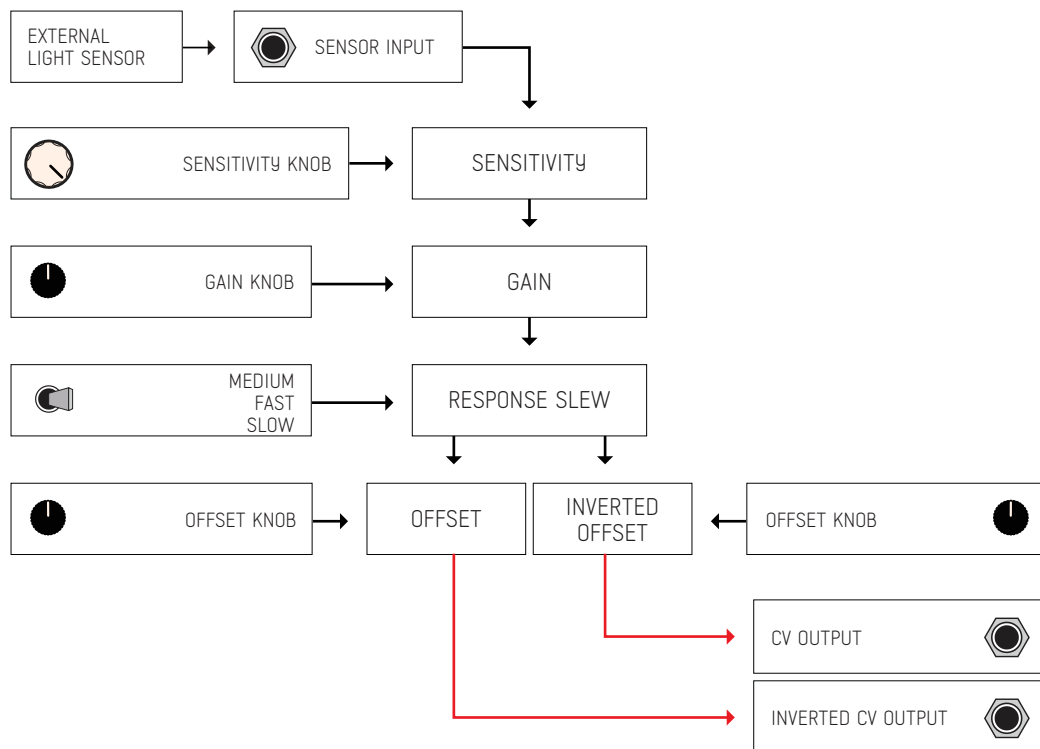 EXTERNAL
LIGHT SENSOR
SENSOR INPUT
SENSITIVITY KNOB
SENSITIVITY
GAIN KNOB
GAIN
MEDIUM
FAST
SLOW
RESPONSE SLEW
OFFSET KNOB
OFFSET
INVERTED
OFFSET
OFFSET KNOB
CV OUTPUT
INVERTED CV OUTPUT